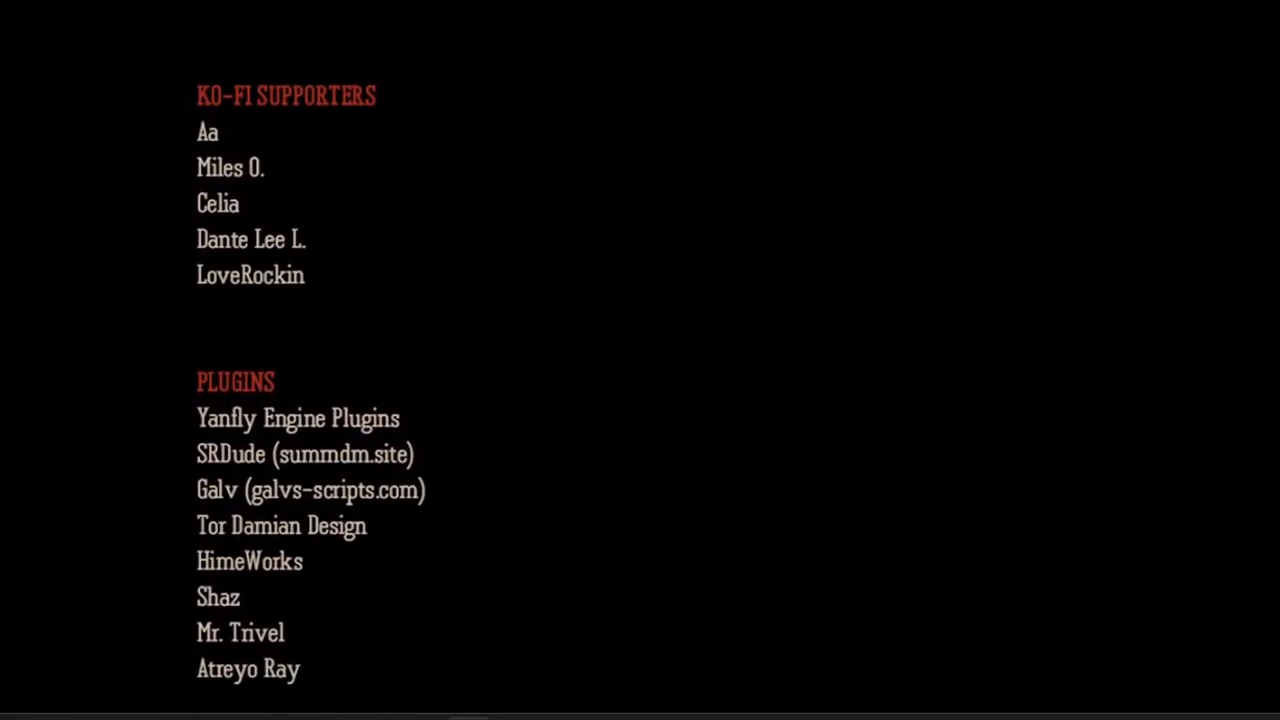 KO-FI SUPPORTERS
Aa
Miles O.
Celia
Dante Lee L.
LoveRockin
PLUGINS
Yanfly Engine Plugins
SRDude (sumrndm.site)
Galv (galvs-scripts.com)
Tor Damian Design
HimeWorks
Shaz
Mr. Trivel
Atreyo Ray